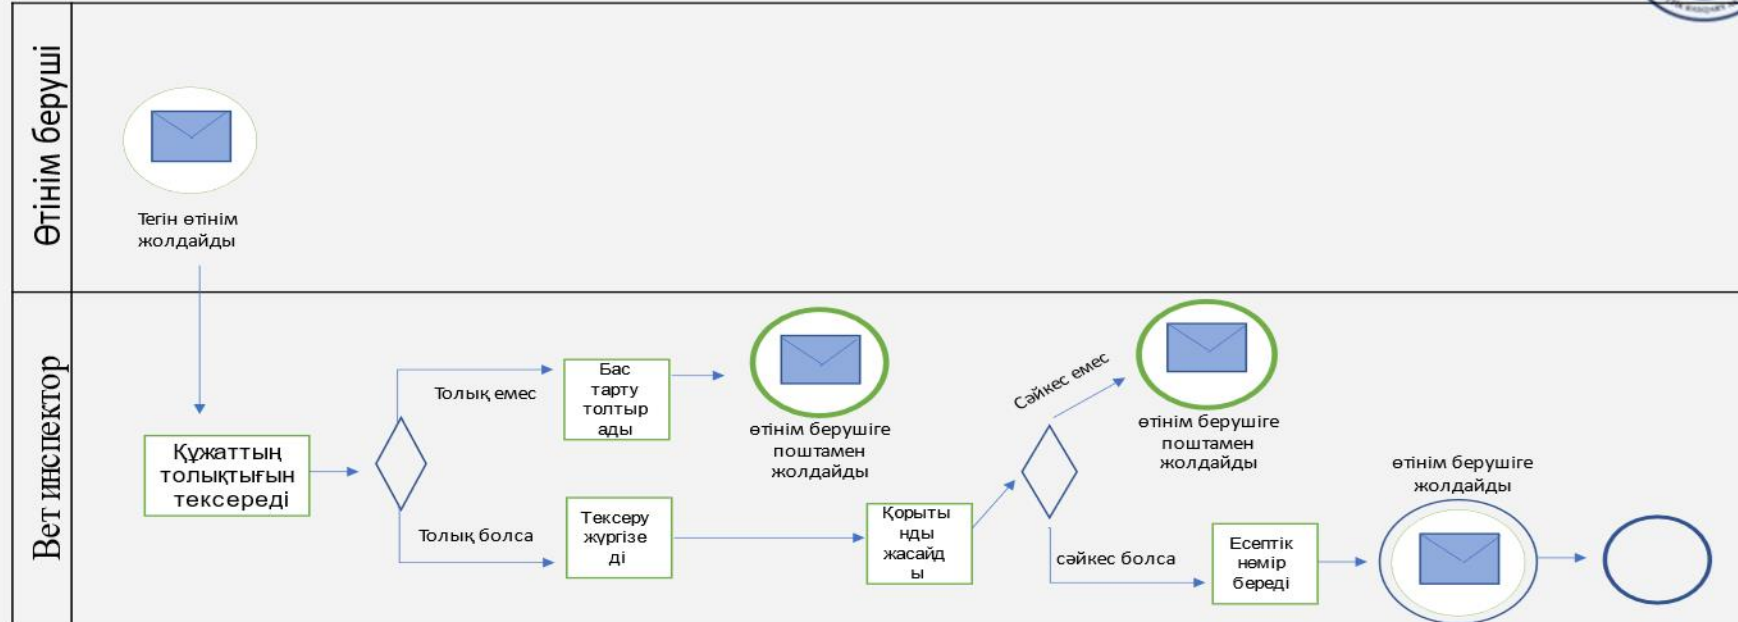 Өтінім беруші
Тегін өтінім
жолдайды
Вет инспектор
Құжаттың
толықтығын
тексереді
Толық емес
Бас
тарту
толтыр
ады
өтінім берушіге
поштамен
жолдайды
Толық болса
Тексеру
жүргізе
ді
Қорыты
нды
жасайд
ы
Сәйкес емес
өтінім берушіге
поштамен
жолдайды
сәйкес болса
Есептік
нөмір
береді
өтінім берушіге
жолдайды